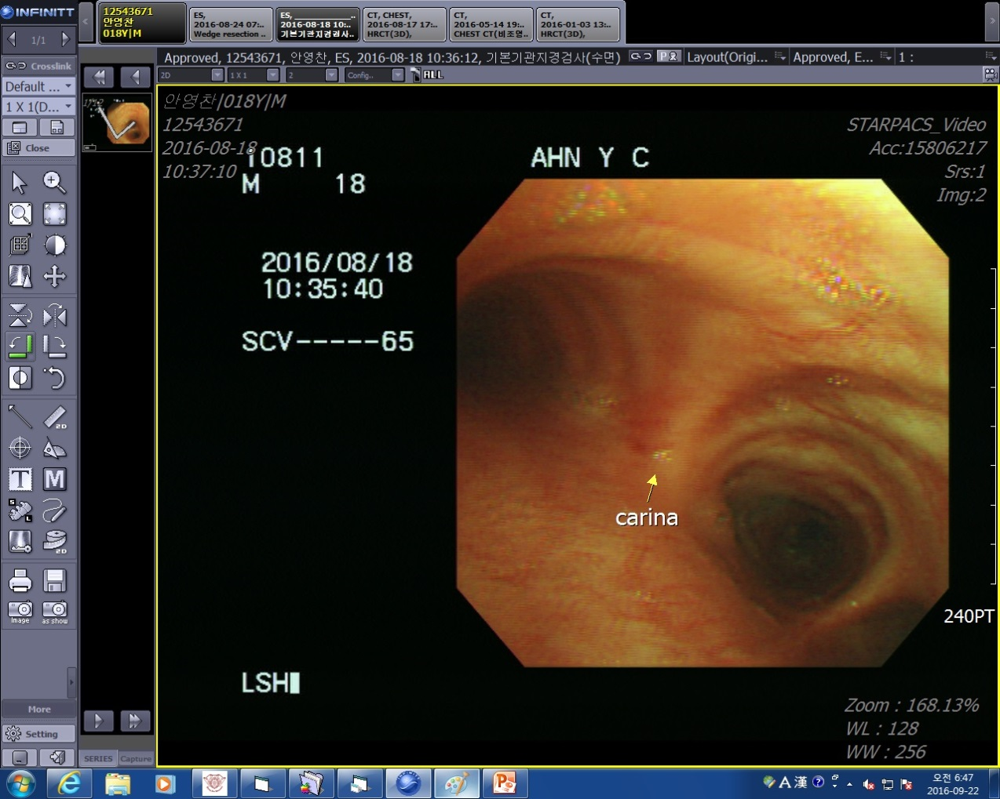 INFINITT
1/1
Crosslink
Default ...
1 X 1(D...
Close
Image
as show
More
Setting
12543671
안영찬
018Y|M
ES,
2016-08-24 07:..
Wedge resection ..
ES,
2016-08-18 10:..
기본기관지경검사..
CT, CHEST,
2016-08-17 17:..
HRCT(3D),
CT,
2016-05-14 19:..
CHEST CT(비조영..
CT,
2016-01-03 13:..
HRCT(3D),
Approved, 12543671, 안영찬, ES, 2016-08-18 10:36:12, 기본기관지경검사(수면)
Layout(Origi...
Approved, E...
1 :
2D
1 X 1
2
Config..
ALL
안영찬|018Y|M
12543671
2016-08-18
10:37:10
STARPACS_Video
Acc:15806217
Srs:1
Img:2
10811
AHN Y C
M 18
2016/08/18
10:35:40
SCV-----65
carina
240PT
LSH
Zoom : 168.13%
WL : 128
WW : 256
SERIES
Capture
A 漢
오전 6:47
2016-09-22